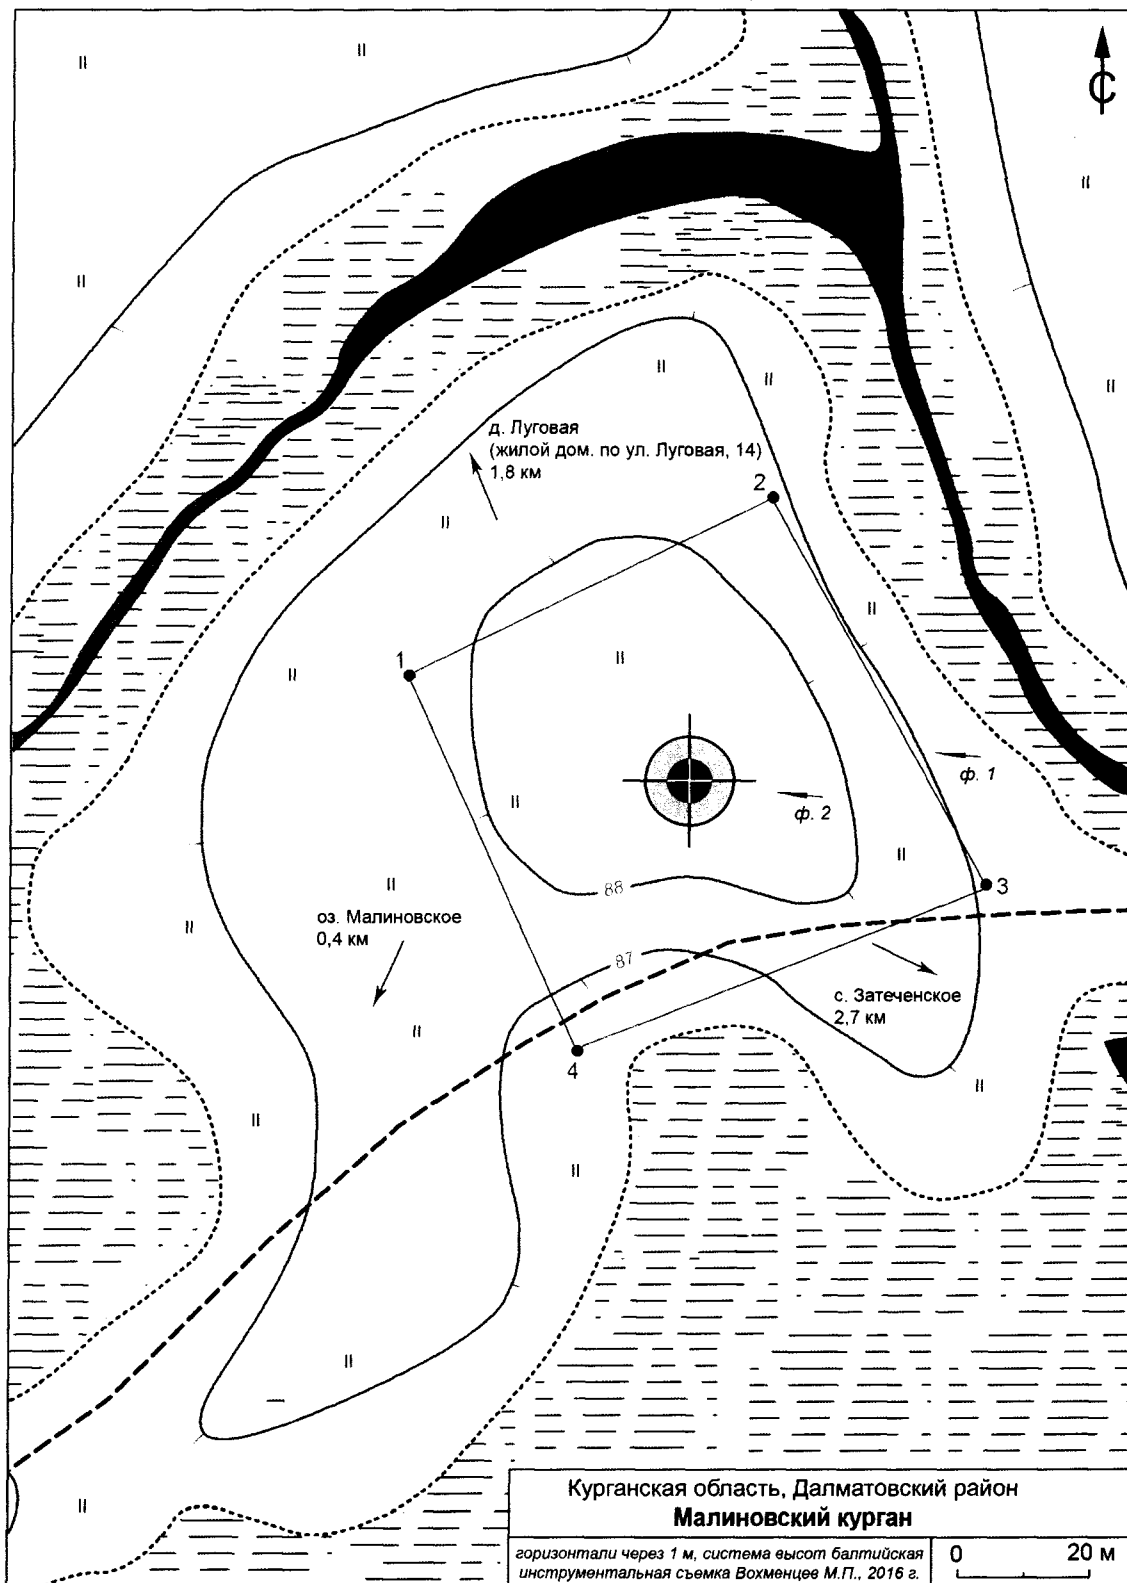 С
д. Луговая
(жилой дом. по ул. Луговая, 14)
1,8 км
2
1
ф. 1
ф. 2
88
3
оз. Малиновское
0,4 км
87
с. Затеченское
2,7 км
4
Курганская область, Далматовский район
Малиновский курган
горизонтали через 1 м, система высот балтийская
инструментальная съемка Вохменцев М.П., 2016 г.
0 20 м